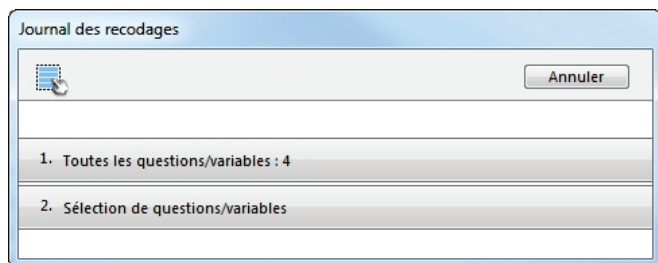 Journal des recodages
Annuler
1. Toutes les questions/variables : 4
2. Sélection de questions/variables